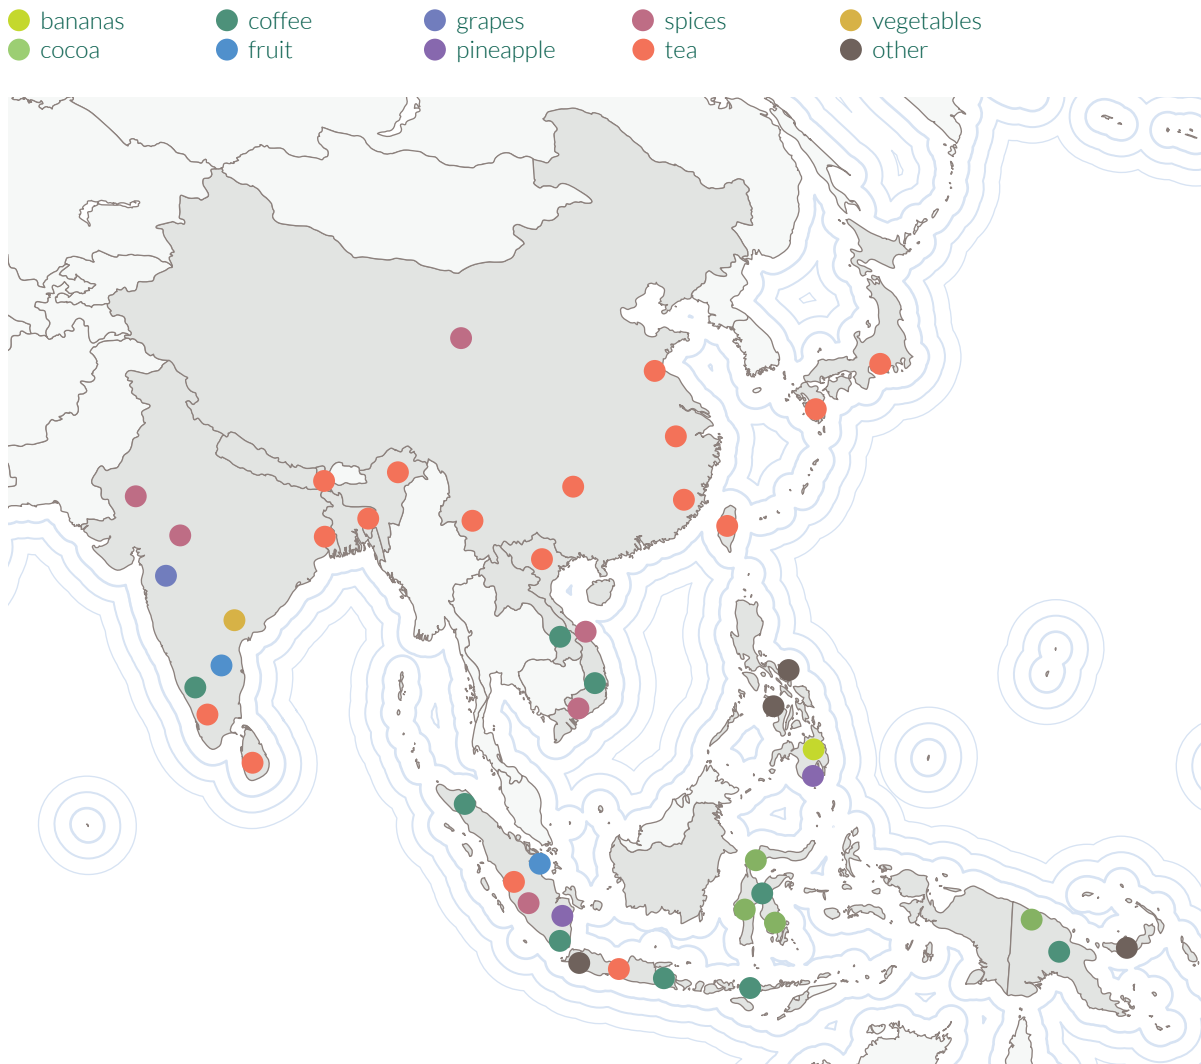 bananas coffee grapes spices vegetables
cocoa fruit pineapple tea other